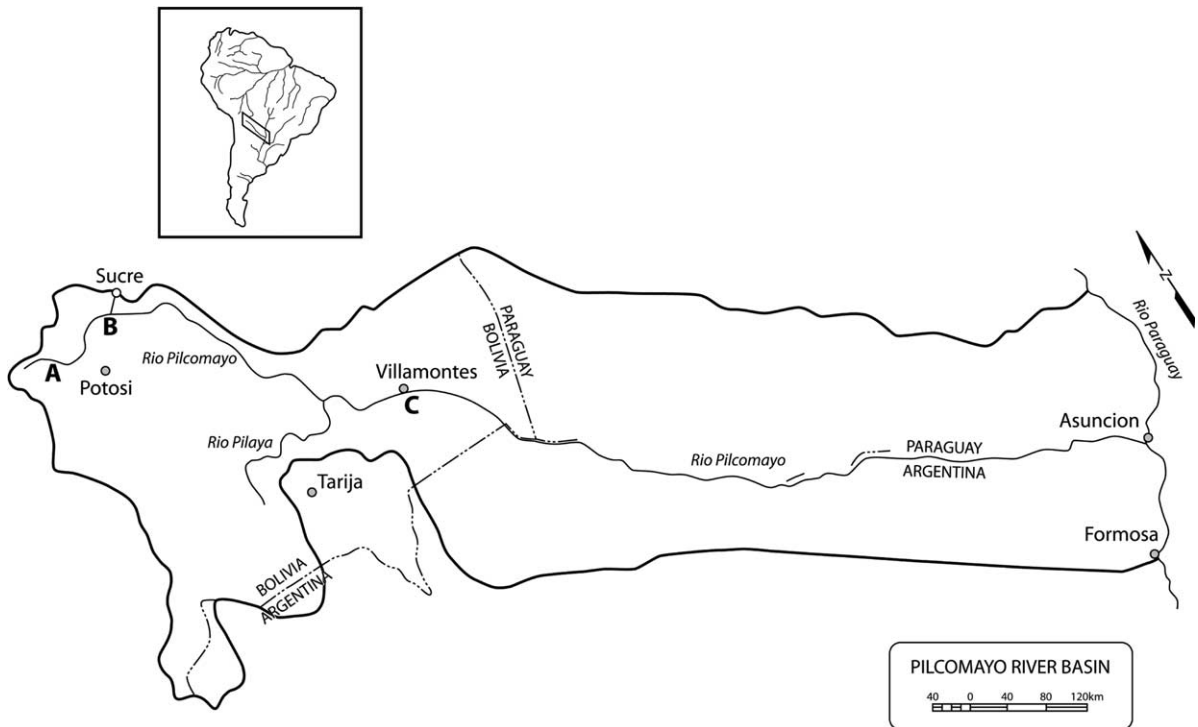 Sucre
B
A
Potosi
Rio Pilcomayo
Villamontes
C
PARAGUAY
BOLIVIA
Rio Pilaya
Tarija
BOLIVIA
ARGENTINA
N
Rio Paraguay
Asuncion
Rio Pilcomayo
PARAGUAY
ARGENTINA
Formosa
PILCOMAYO RIVER BASIN
40 0 40 80 120km